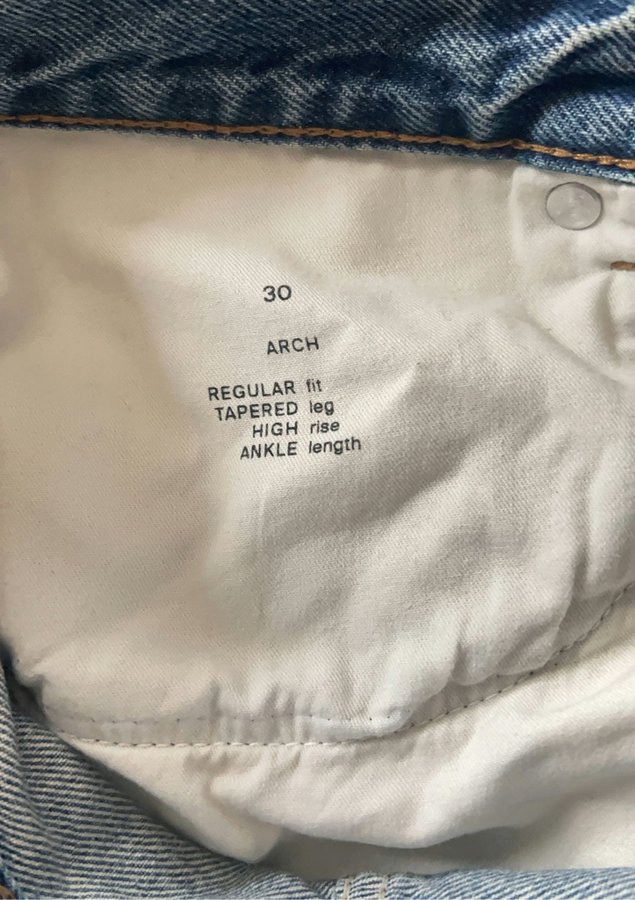 30
ARCH
REGULAR fit
TAPERED leg
HIGH rise
ANKLE length